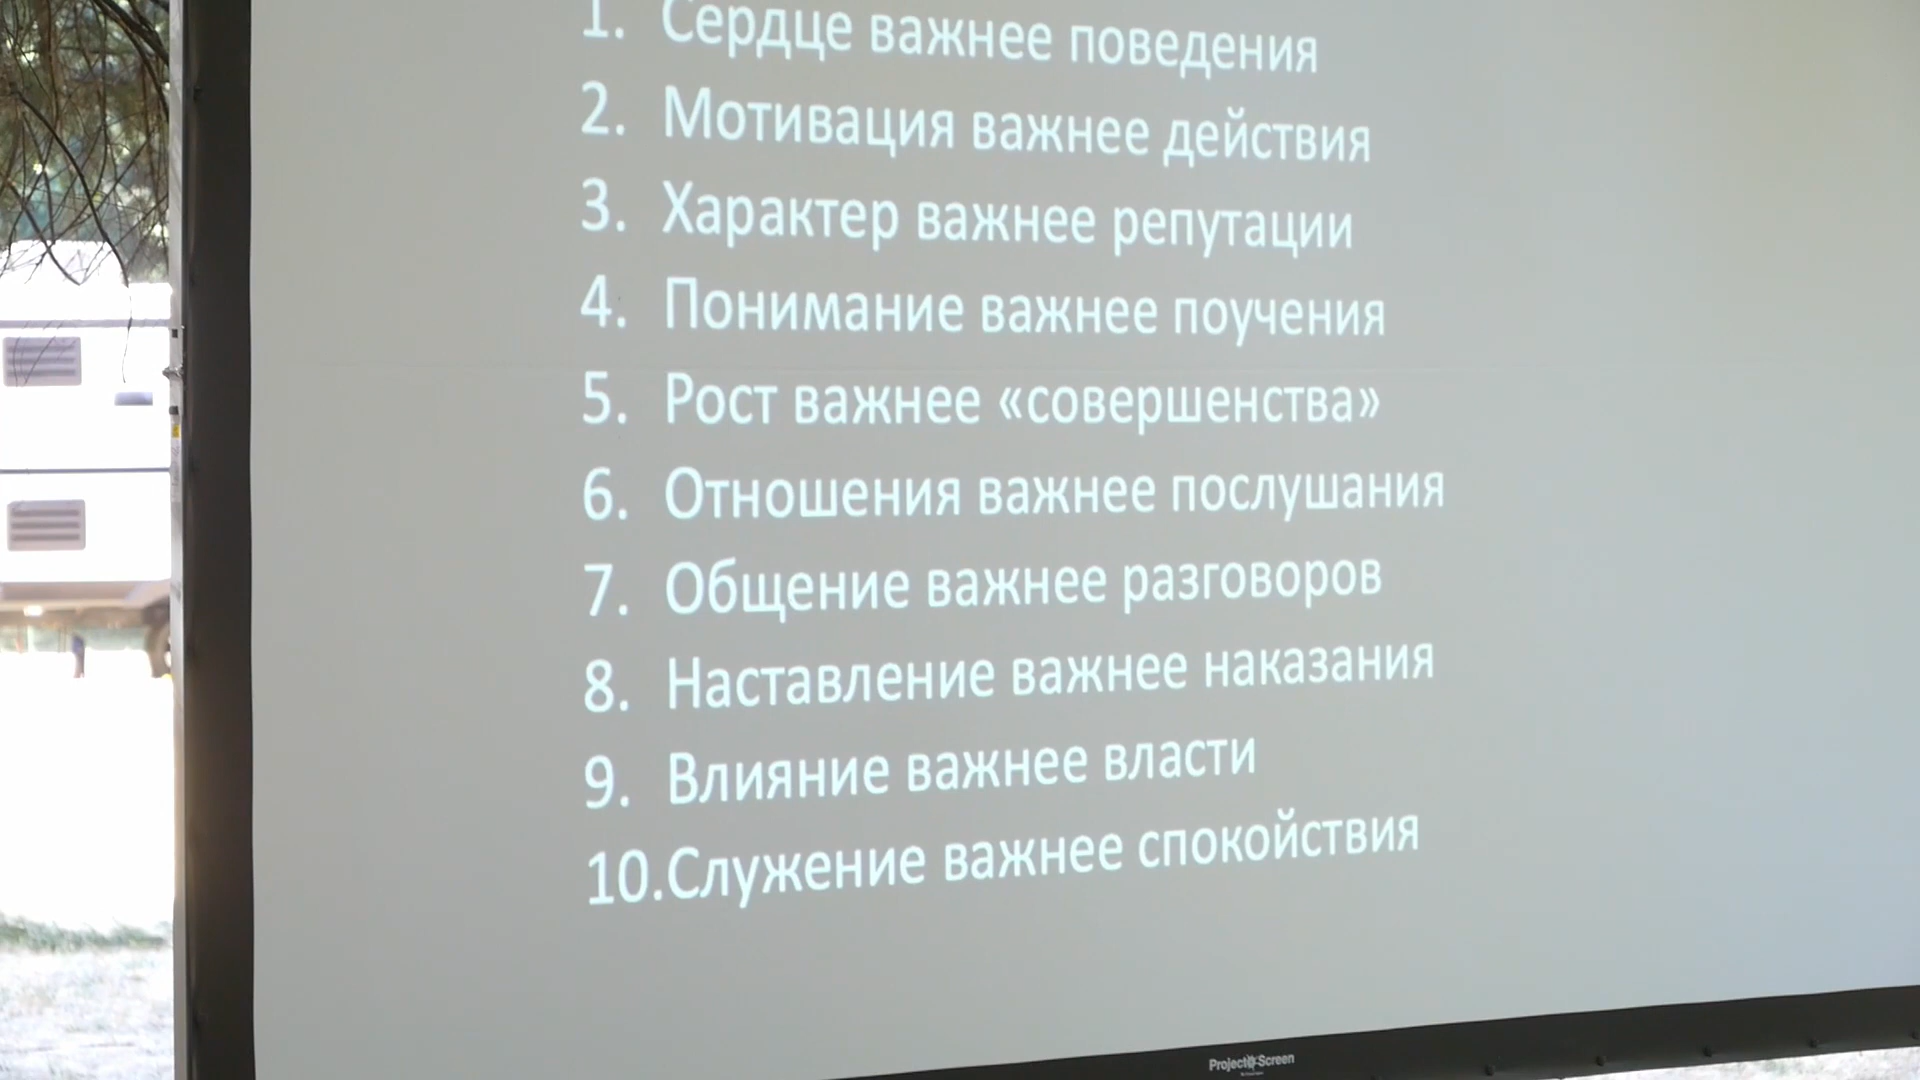 1. Сердце важнее поведения
2. Мотивация важнее действия
3. Характер важнее репутации
4. Понимание важнее поучения
5. Рост важнее «совершенства»
6. Отношения важнее послушания
7. Общение важнее разговоров
8. Наставление важнее наказания
9. Влияние важнее власти
10. Служение важнее спокойствия
Project Screen